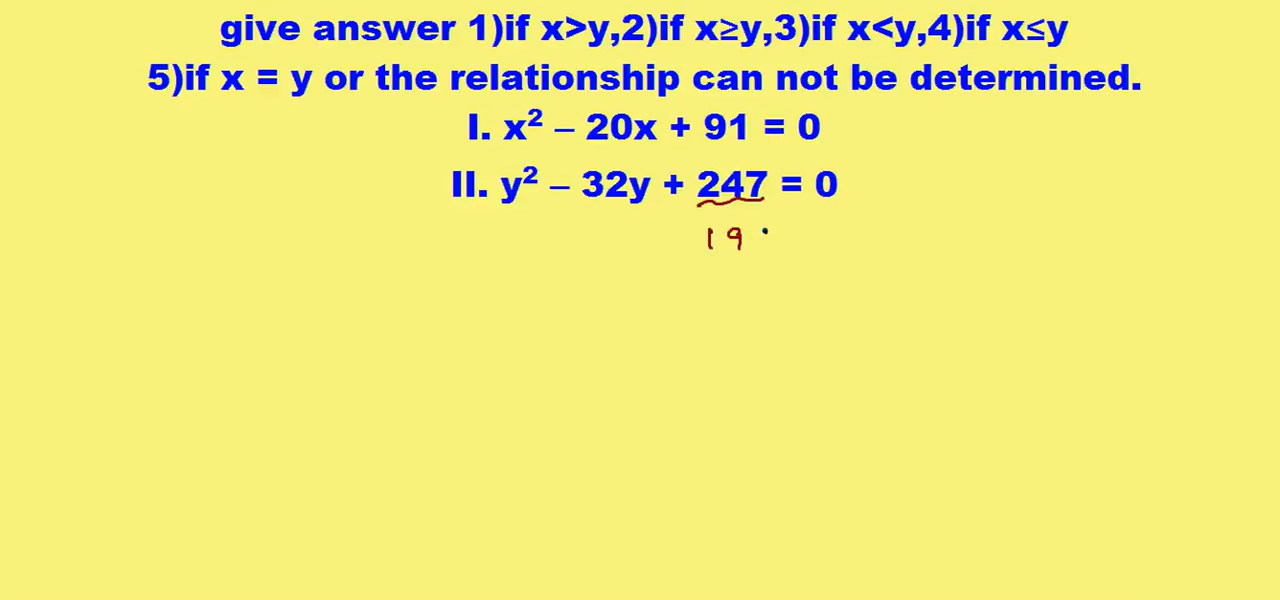 give answer 1)if x>y,2)if x≥y,3)if x<y,4)if x≤y
5)if x = y or the relationship can not be determined.
I. x² – 20x + 91 = 0
II. y² – 32y + 247 = 0
19